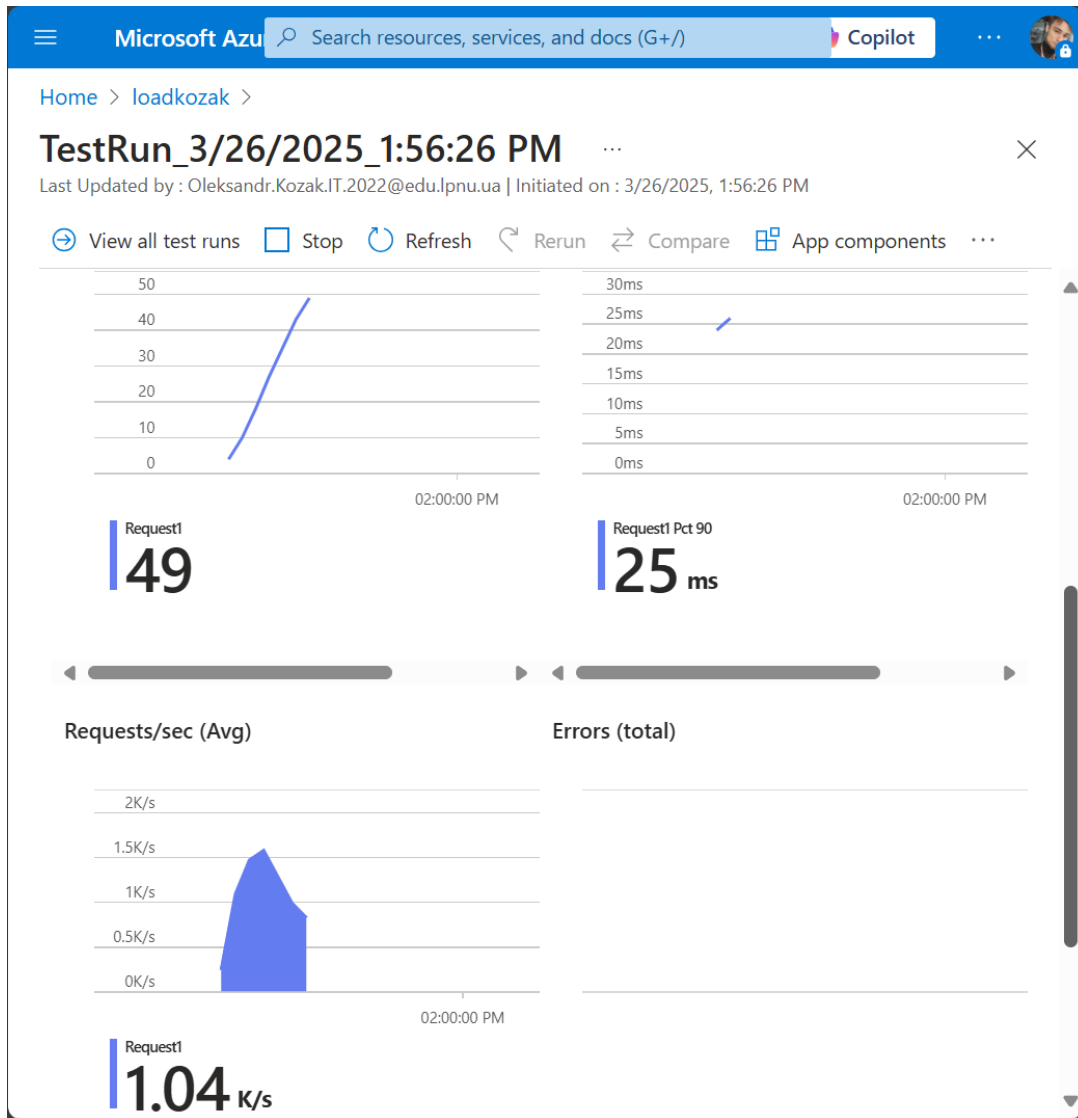 Microsoft Azu
Search resources, services, and docs (G+/)
Copilot
Home > loadkozak >
TestRun_3/26/2025_1:56:26 PM
Last Updated by : Oleksandr.Kozak.IT.2022@edu.lpnu.ua | Initiated on : 3/26/2025, 1:56:26 PM
View all test runs Stop Refresh Rerun Compare App components
50
40
30
20
10
0
02:00:00 PM
Request1
49
30ms
25ms
20ms
15ms
10ms
5ms
0ms
02:00:00 PM
Request1 Pct 90
25 ms
Requests/sec (Avg)
2K/s
1.5K/s
1K/s
0.5K/s
0K/s
02:00:00 PM
Request1
1.04 K/s
Errors (total)